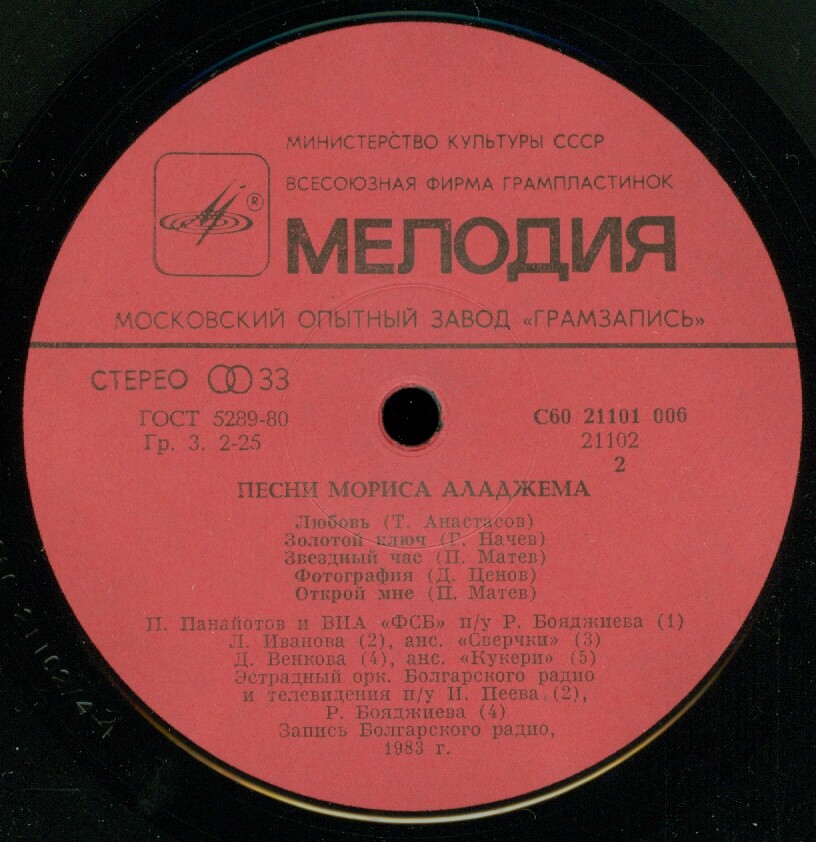 МИНИСТЕРСТВО КУЛЬТУРЫ СССР
ВСЕСОЮЗНАЯ ФИРМА ГРАМПЛАСТИНОК
®
МЕЛОДИЯ
МОСКОВСКИЙ ОПЫТНЫЙ ЗАВОД «ГРАМЗАПИСЬ»
СТЕРЕО 33
ГОСТ 5289-80
Гр. 3. 2-25
С60 21101 006
21102
2
ПЕСНИ МОРИСА АЛАДЖЕМА
Любовь (Т. Анастасов)
Золотой ключ (Г. Начев)
Звездный час (П. Матев)
Фотография (Д. Ценов)
Открой мне (П. Матев)
П. Панайотов и ВИА «ФСБ» п/у Р. Бояджиева (1)
Л. Иванова (2), анс. «Сверчки» (3)
Д. Венкова (4), анс. «Кукери» (5)
Эстрадный орк. Болгарского радио
и телевидения п/у И. Пеева (2),
Р. Бояджиева (4)
Запись Болгарского радио,
1983 г.